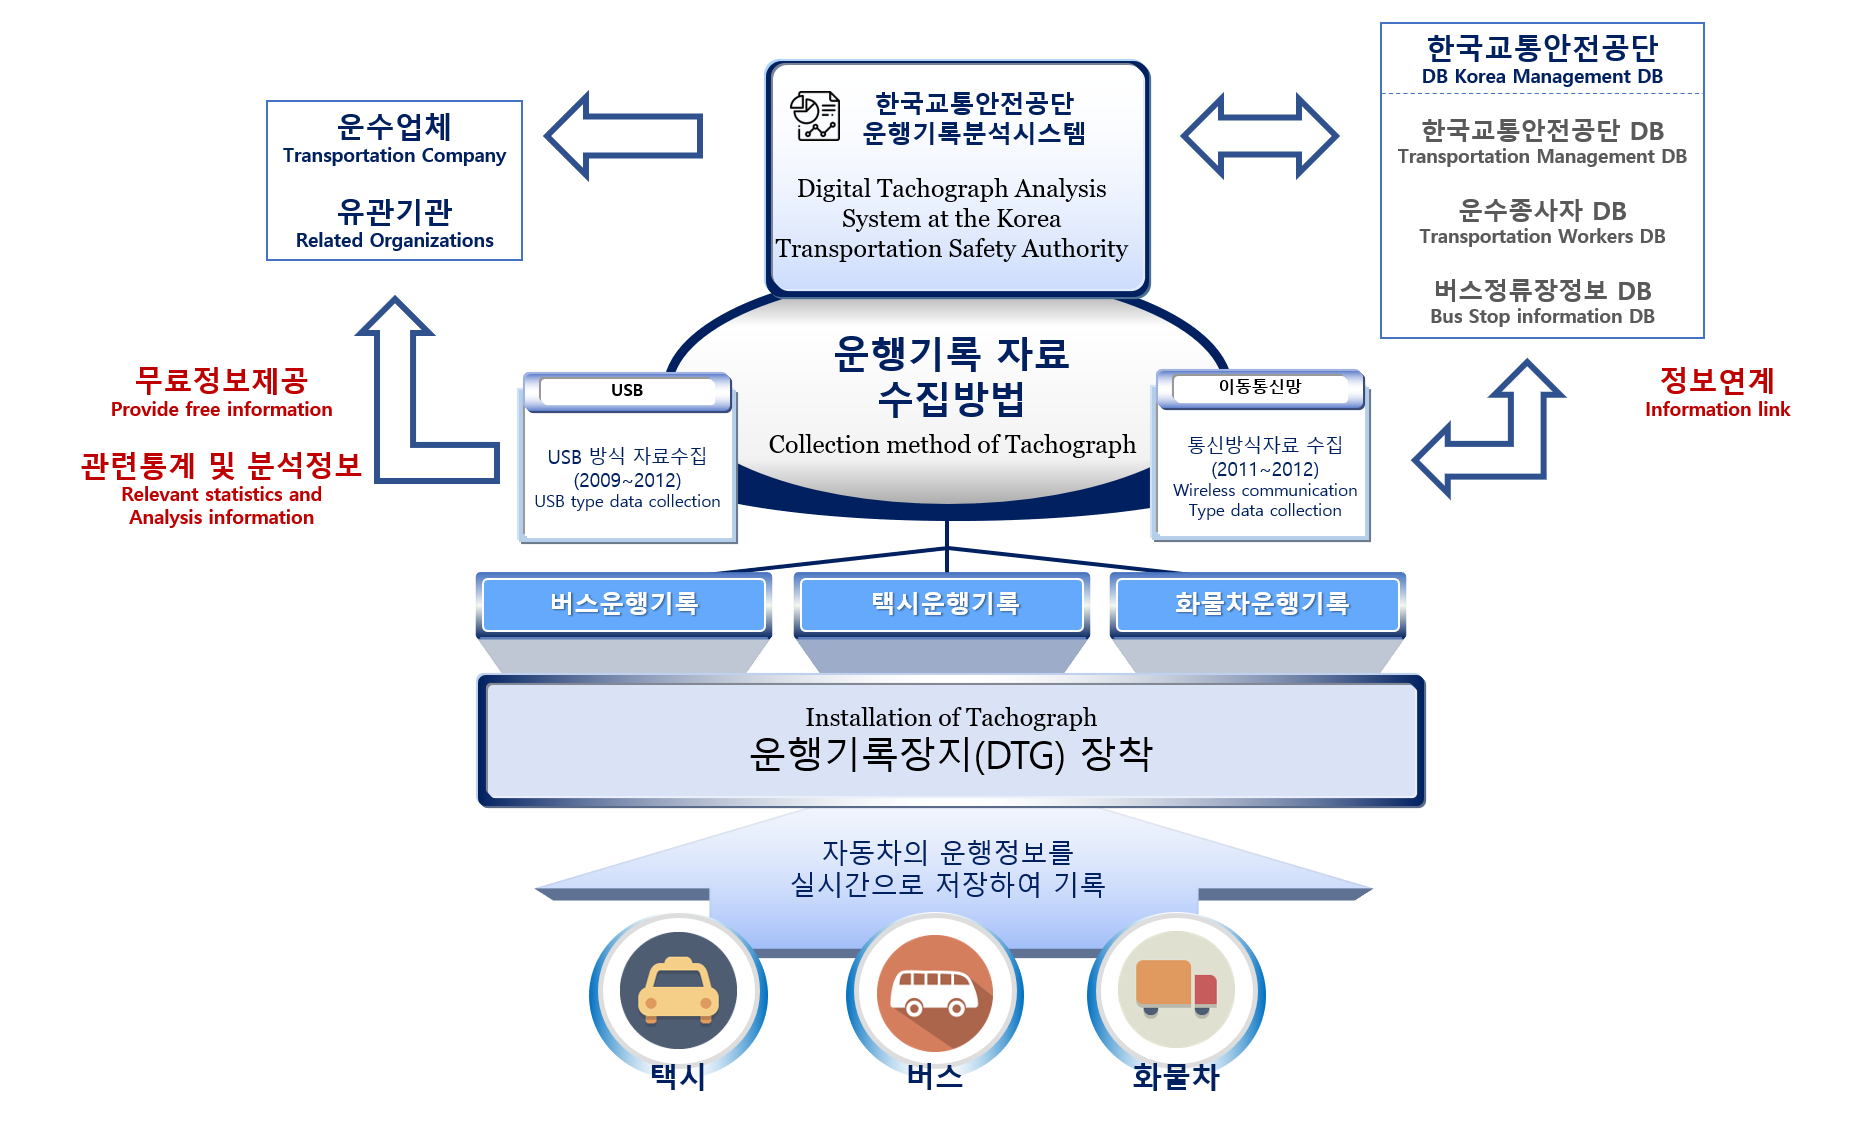 한국교통안전공단
운행기록분석시스템
Digital Tachograph Analysis
System at the Korea
Transportation Safety Authority
운수업체
Transportation Company
유관기관
Related Organizations
한국교통안전공단
DB Korea Management DB
한국교통안전공단 DB
Transportation Management DB
운수종사자 DB
Transportation Workers DB
버스정류장정보 DB
Bus Stop information DB
무료정보제공
Provide free information
관련통계 및 분석정보
Relevant statistics and
Analysis information
운행기록 자료
수집방법
Collection method of Tachograph
USB
USB 방식 자료수집
(2009~2012)
USB type data collection
이동통신망
통신방식자료 수집
(2011~2012)
Wireless communication
Type data collection
정보연계
Information link
버스운행기록
택시운행기록
화물차운행기록
Installation of Tachograph
운행기록장지(DTG) 장착
자동차의 운행정보를
실시간으로 저장하여 기록
택시
버스
화물차